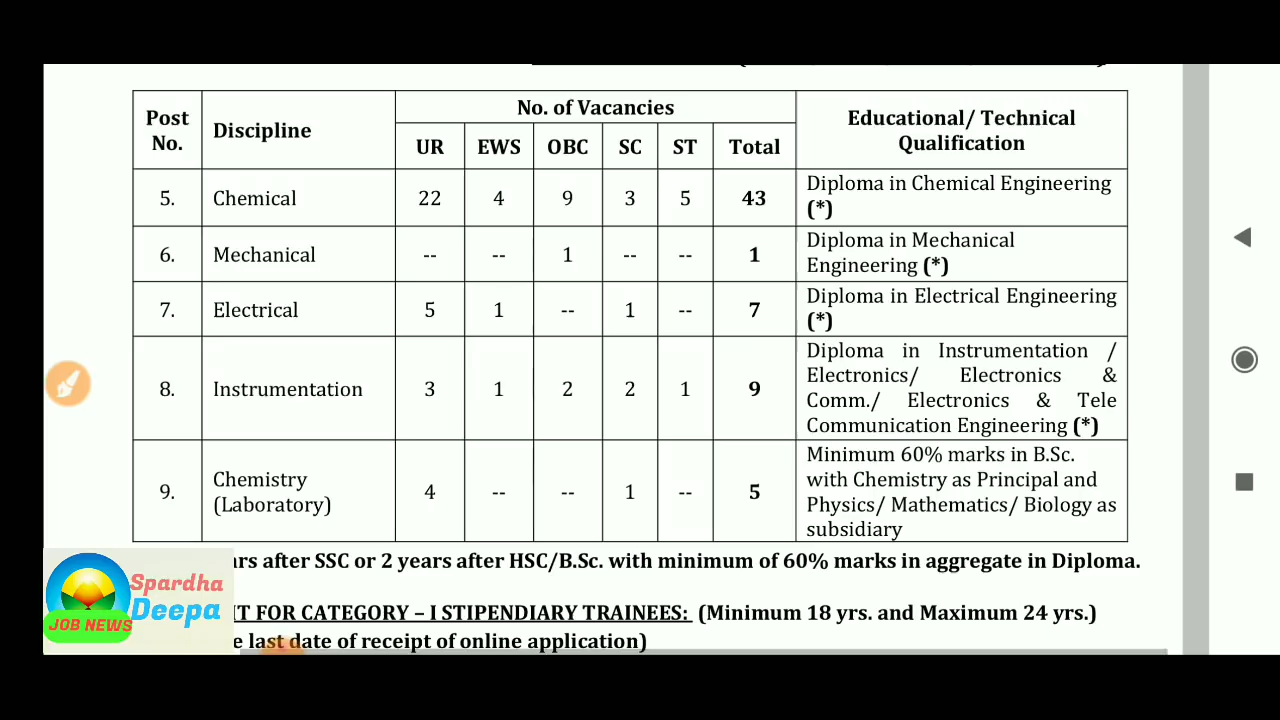 Post No. Discipline No. of Vacancies Educational/ Technical Qualification
UR EWS OBC SC ST Total
5. Chemical 22 4 9 3 5 43 Diploma in Chemical Engineering (*)
6. Mechanical -- -- 1 -- -- 1 Diploma in Mechanical Engineering (*)
7. Electrical 5 1 -- 1 -- 7 Diploma in Electrical Engineering (*)
8. Instrumentation 3 1 2 2 1 9 Diploma in Instrumentation / Electronics/ Electronics & Comm./ Electronics & Tele Communication Engineering (*)
9. Chemistry (Laboratory) 4 -- -- 1 -- 5 Minimum 60% marks in B.Sc. with Chemistry as Principal and Physics/ Mathematics/ Biology as subsidiary
after SSC or 2 years after HSC/B.Sc. with minimum of 60% marks in aggregate in Diploma.
FOR CATEGORY – I STIPENDIARY TRAINEES: (Minimum 18 yrs. and Maximum 24 yrs.)
last date of receipt of online application)
Spardha
Deepa
JOB NEWS